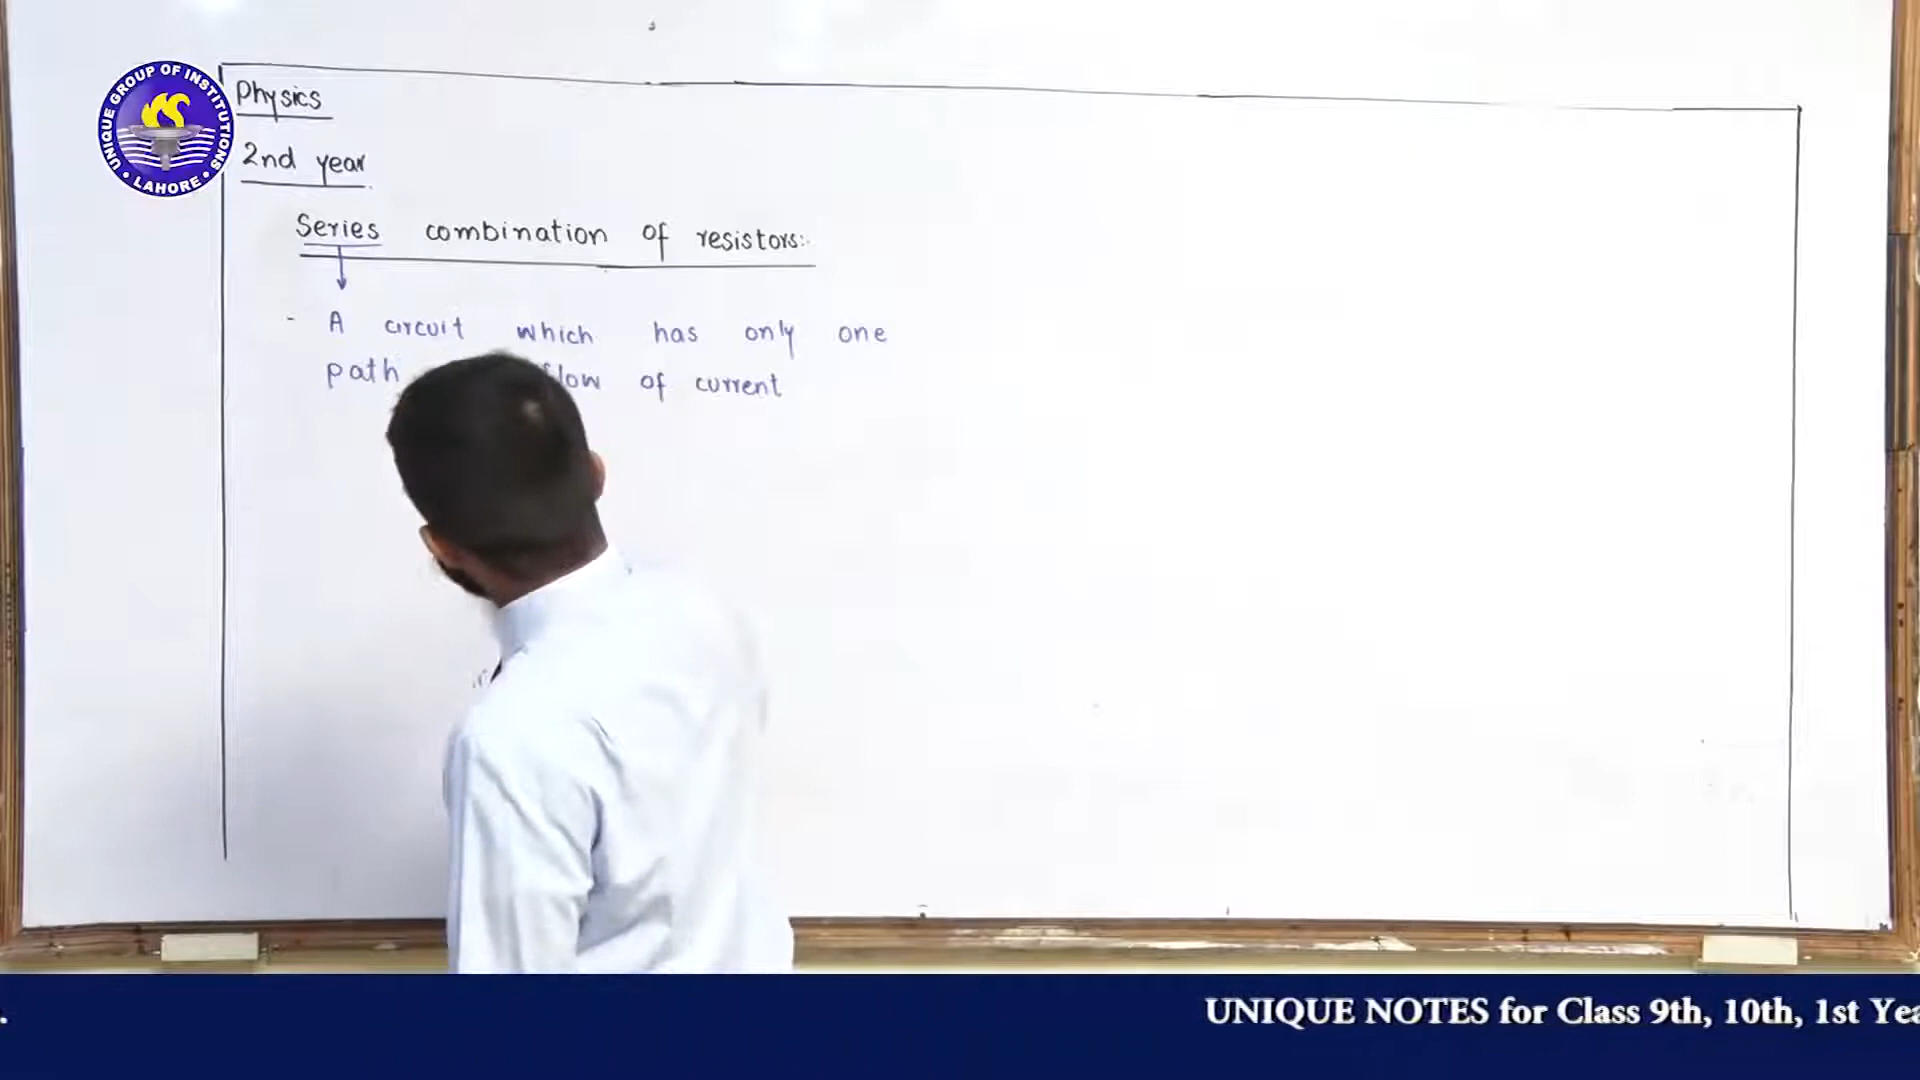 UNIQUE GROUP OF INSTITUTIONS
• LAHORE •
Physics
2nd year
Series combination of resistors:-
- A circuit which has only one
path flow of current
UNIQUE NOTES for Class 9th, 10th, 1st Yea